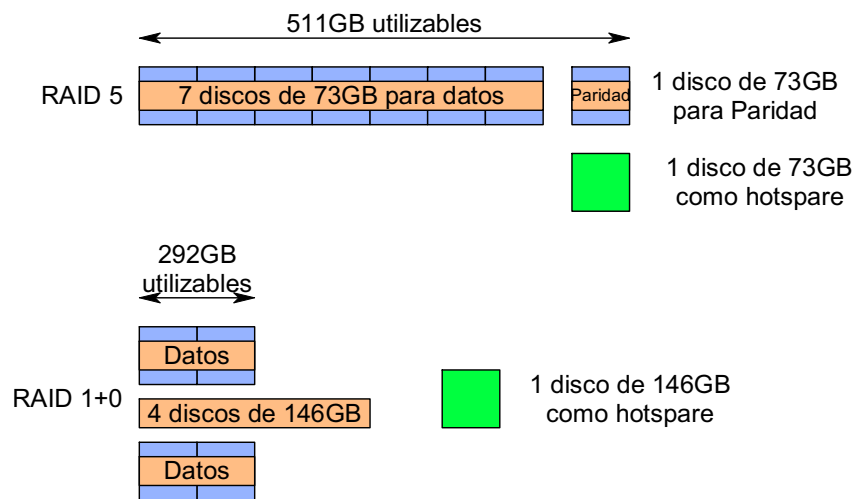 511GB utilizables
RAID 5
7 discos de 73GB para datos
Paridad
1 disco de 73GB
para Paridad
1 disco de 73GB
como hotspare
292GB
utilizables
Datos
RAID 1+0
4 discos de 146GB
1 disco de 146GB
como hotspare
Datos